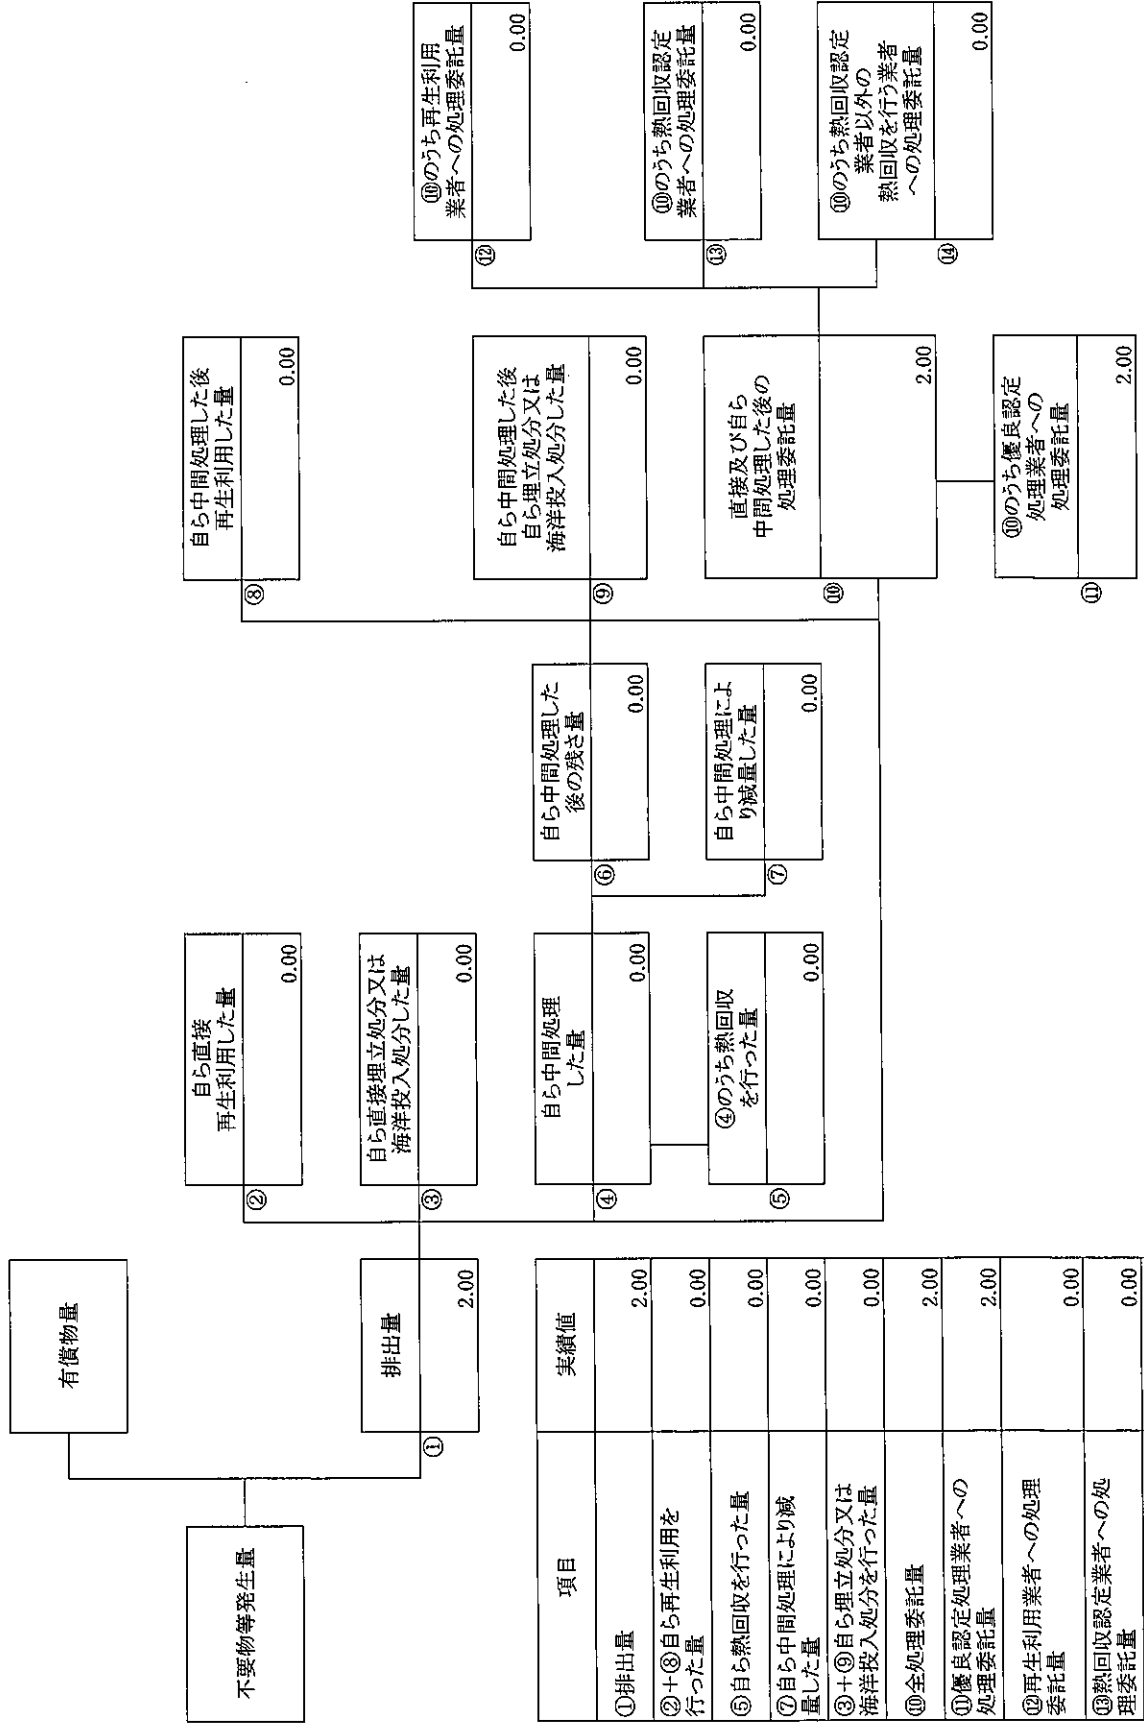 不要物等発生量
有償物量
①
排出量
2.00
②
自ら直接
再生利用した量
0.00
③
自ら直接埋立処分又は
海洋投入処分した量
0.00
④
自ら中間処理
した量
0.00
⑤
④のうち熱回収
を行った量
0.00
⑥
自ら中間処理した
後の残さ量
0.00
⑦
自ら中間処理によ
り減量した量
0.00
⑧
自ら中間処理した後
再生利用した量
0.00
⑨
自ら中間処理した後
自ら埋立処分又は
海洋投入処分した量
0.00
⑩
直接及び自ら
中間処理した後の
処理委託量
2.00
⑪
⑩のうち優良認定
処理業者への
処理委託量
2.00
⑫
⑩のうち再生利用
業者への処理委託量
0.00
⑬
⑩のうち熱回収認定
業者への処理委託量
0.00
⑭
⑩のうち熱回収認定
業者以外の
熱回収を行う業者
への処理委託量
0.00
項目 実績値
①排出量 2.00
②+⑧自ら再生利用を
行った量 0.00
⑤自ら熱回収を行った量 0.00
⑦自ら中間処理により減
量した量 0.00
③+⑨自ら埋立処分又は
海洋投入処分を行った量 0.00
⑩全処理委託量 2.00
⑪優良認定処理業者への
処理委託量 2.00
⑫再生利用業者への処理
委託量 0.00
⑬熱回収認定業者への処
理委託量 0.00